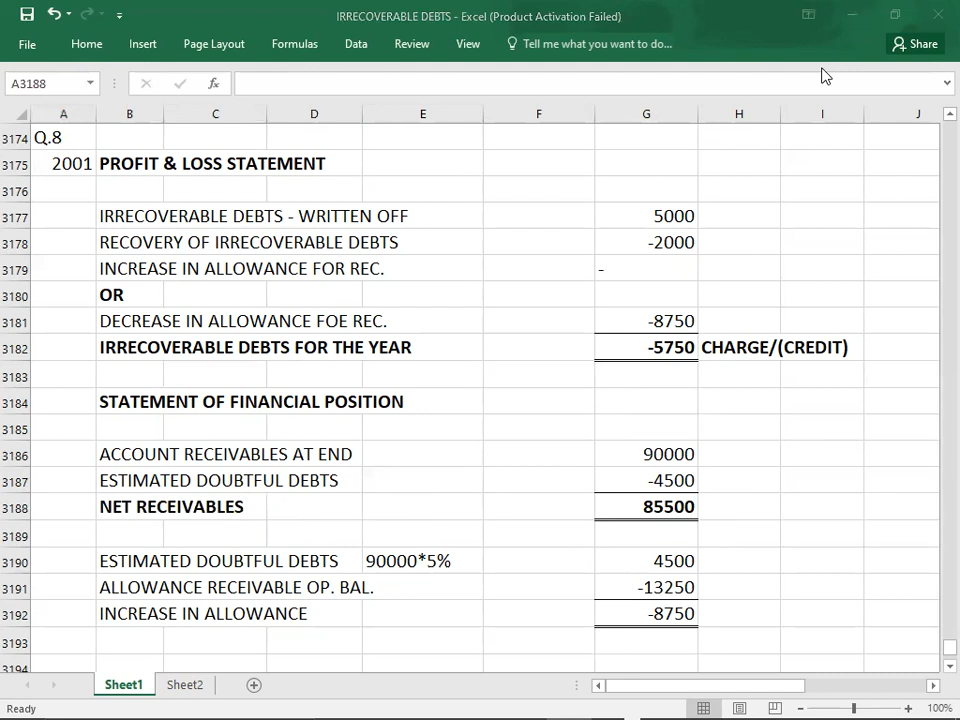 IRRECOVERABLE DEBTS - Excel (Product Activation Failed)
File Home Insert Page Layout Formulas Data Review View Tell me what you want to do... Share
A3188 fx
A B C D E F G H I J
3174 Q.8
3175 2001 PROFIT & LOSS STATEMENT
3176
3177 IRRECOVERABLE DEBTS - WRITTEN OFF 5000
3178 RECOVERY OF IRRECOVERABLE DEBTS -2000
3179 INCREASE IN ALLOWANCE FOR REC. -
3180 OR
3181 DECREASE IN ALLOWANCE FOE REC. -8750
3182 IRRECOVERABLE DEBTS FOR THE YEAR -5750 CHARGE/(CREDIT)
3183
3184 STATEMENT OF FINANCIAL POSITION
3185
3186 ACCOUNT RECEIVABLES AT END 90000
3187 ESTIMATED DOUBTFUL DEBTS -4500
3188 NET RECEIVABLES 85500
3189
3190 ESTIMATED DOUBTFUL DEBTS 90000*5% 4500
3191 ALLOWANCE RECEIVABLE OP. BAL. -13250
3192 INCREASE IN ALLOWANCE -8750
3193
3194
Sheet1 Sheet2
Ready 100%